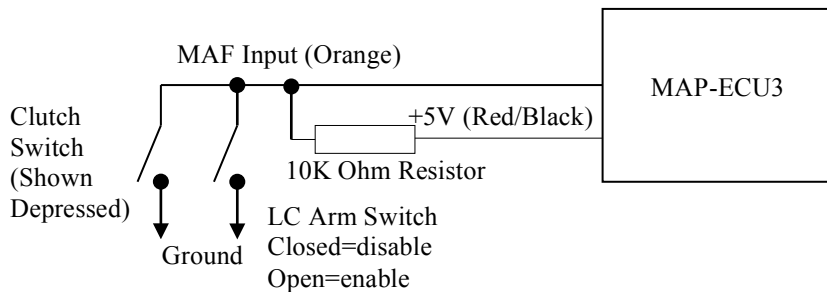 MAF Input (Orange)
MAP-ECU3
+5V (Red/Black)
Clutch
Switch
(Shown
Depressed)
10K Ohm Resistor
LC Arm Switch
Closed=disable
Open=enable
Ground